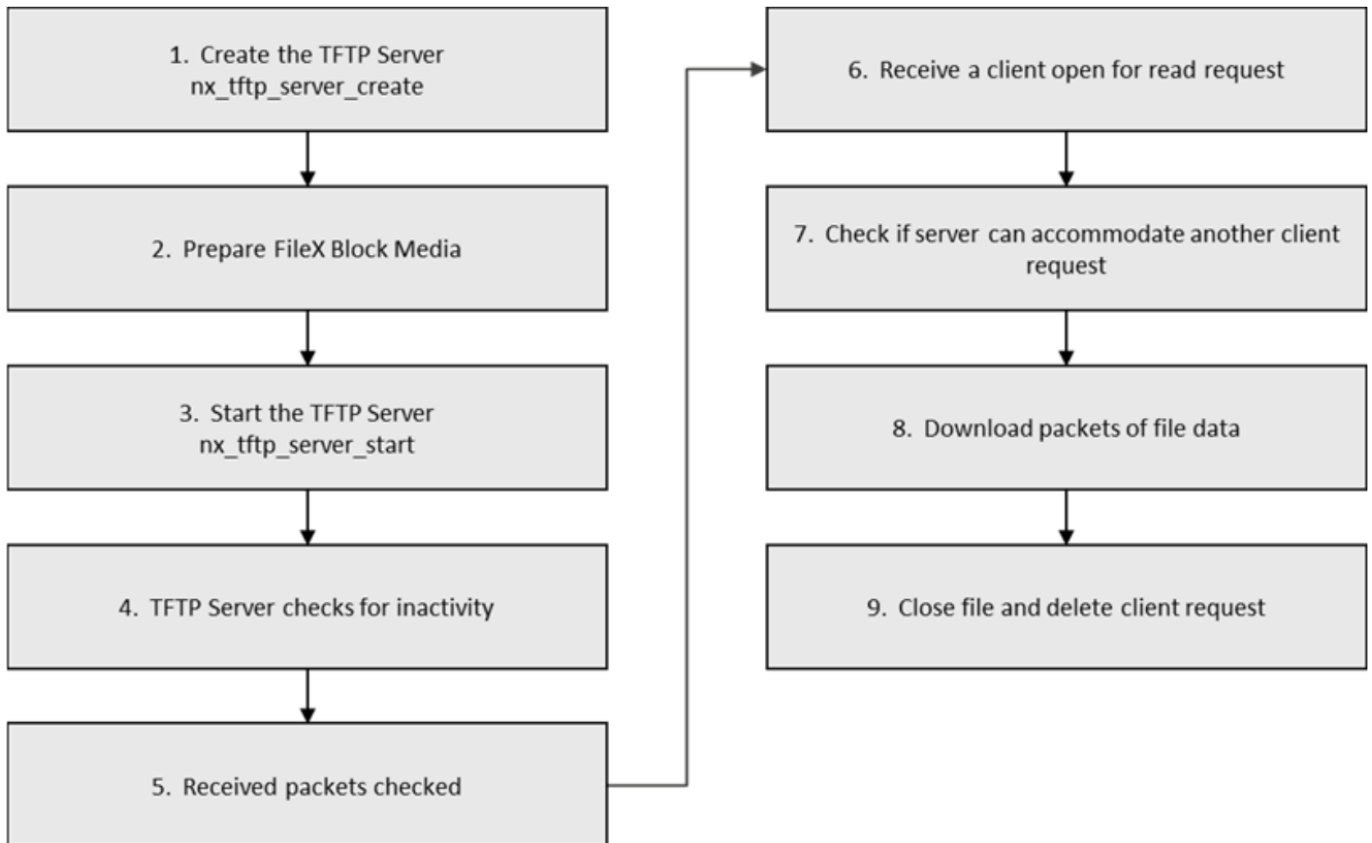 1. Create the TFTP Server
nx_tftp_server_create
2. Prepare FileX Block Media
3. Start the TFTP Server
nx_tftp_server_start
4. TFTP Server checks for inactivity
5. Received packets checked
6. Receive a client open for read request
7. Check if server can accommodate another client
request
8. Download packets of file data
9. Close file and delete client request